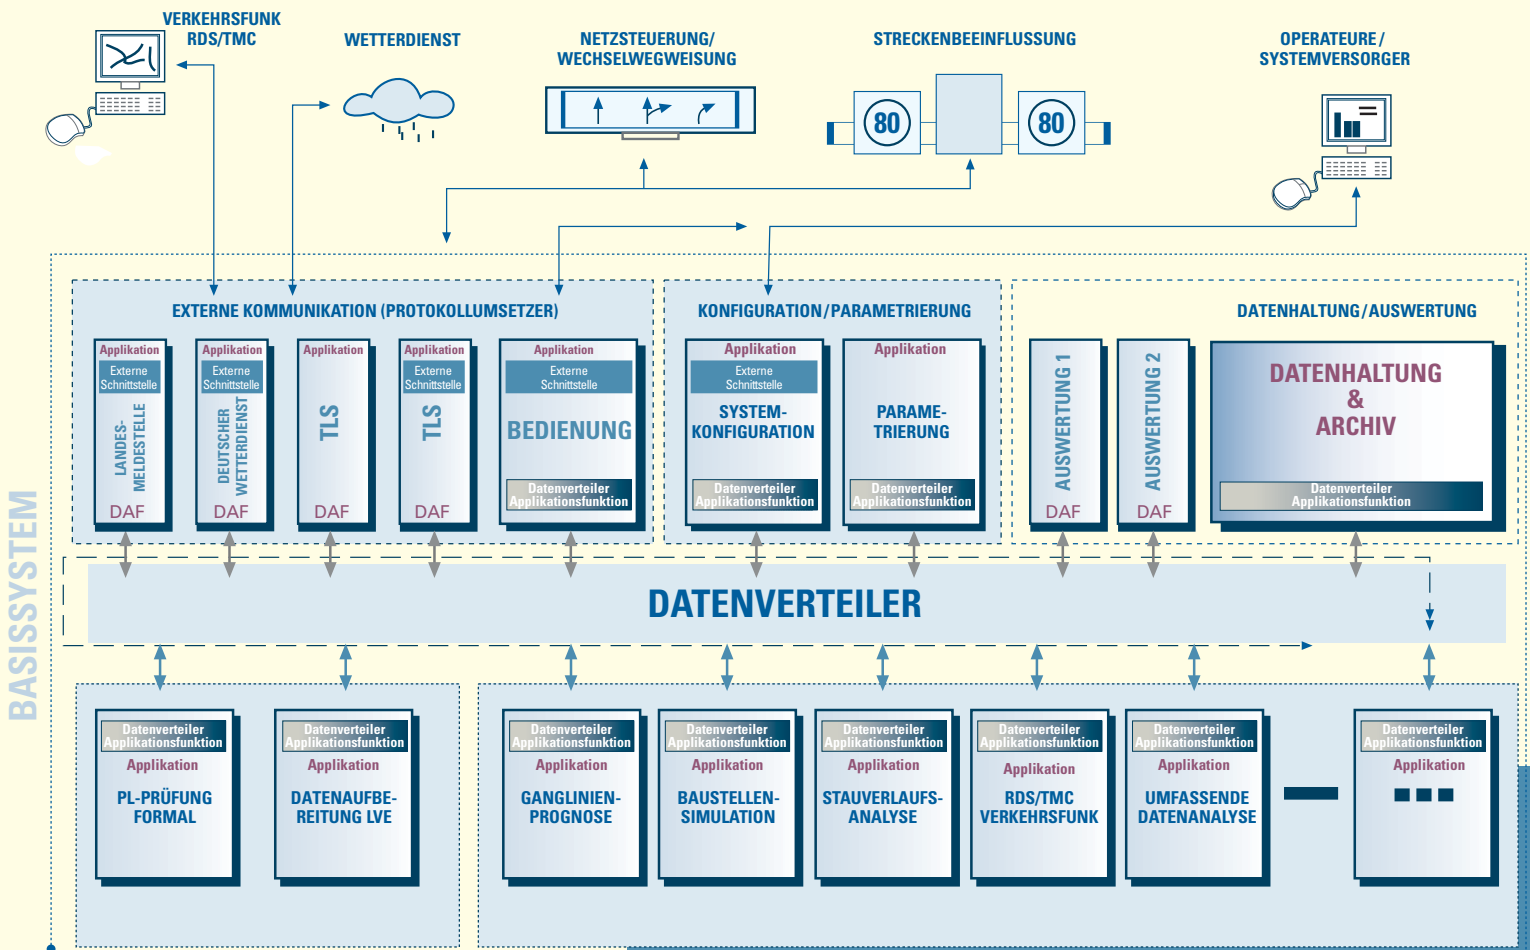 VERKEHRSFUNK
RDS/TMC
WETTERDIENST
NETZSTEUERUNG/
WECHSELWEGWEISUNG
STRECKENBEEINFLUSSUNG
OPERATEURE/
SYSTEMVERSORGER
80
80
BASISSYSTEM
EXTERNE KOMMUNIKATION (PROTOKOLLUMSETZER)
Applikation
Externe
Schnittstelle
LANDES-
MELDESTELLE
DAF
Applikation
Externe
Schnittstelle
DEUTSCHER
WETTERDIENST
DAF
Applikation
TLS
DAF
Applikation
Externe
Schnittstelle
TLS
DAF
Applikation
Externe
Schnittstelle
BEDIENUNG
Datenverteiler
Applikationsfunktion
KONFIGURATION/PARAMETRIERUNG
Applikation
Externe
Schnittstelle
SYSTEM-
KONFIGURATION
Datenverteiler
Applikationsfunktion
Applikation
PARAME-
TRIERUNG
Datenverteiler
Applikationsfunktion
DATENHALTUNG/AUSWERTUNG
AUSWERTUNG 1
DAF
AUSWERTUNG 2
DAF
DATENHALTUNG
&
ARCHIV
Datenverteiler
Applikationsfunktion
DATENVERTEILER
Datenverteiler
Applikationsfunktion
Applikation
PL-PRÜFUNG
FORMAL
Datenverteiler
Applikationsfunktion
Applikation
DATENAUFBE-
REITUNG LVE
Datenverteiler
Applikationsfunktion
Applikation
GANGLINIEN-
PROGNOSE
Datenverteiler
Applikationsfunktion
Applikation
BAUSTELLEN-
SIMULATION
Datenverteiler
Applikationsfunktion
Applikation
STAUVERLAUFS-
ANALYSE
Datenverteiler
Applikationsfunktion
Applikation
RDS/TMC
VERKEHRSFUNK
Datenverteiler
Applikationsfunktion
Applikation
UMFASSENDE
DATENANALYSE
Datenverteiler
Applikationsfunktion
Applikation